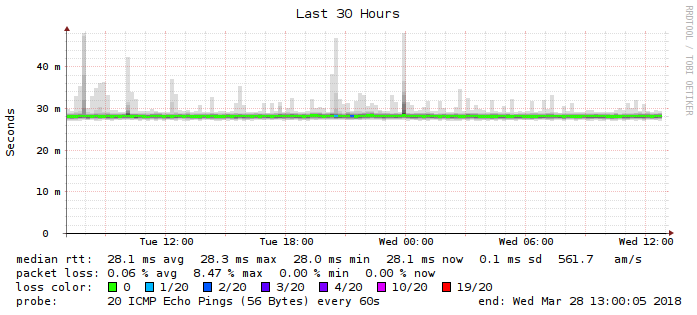 Last 30 Hours
RRDTOOL / TOBI OETIKER
Seconds
40 m
30 m
20 m
10 m
0
Tue 12:00 Tue 18:00 Wed 00:00 Wed 06:00 Wed 12:00
median rtt: 28.1 ms avg 28.3 ms max 28.0 ms min 28.1 ms now 0.1 ms sd 561.7 am/s
packet loss: 0.06 % avg 8.47 % max 0.00 % min 0.00 % now
loss color: 0 1/20 2/20 3/20 4/20 10/20 19/20
probe: 20 ICMP Echo Pings (56 Bytes) every 60s end: Wed Mar 28 13:00:05 2018